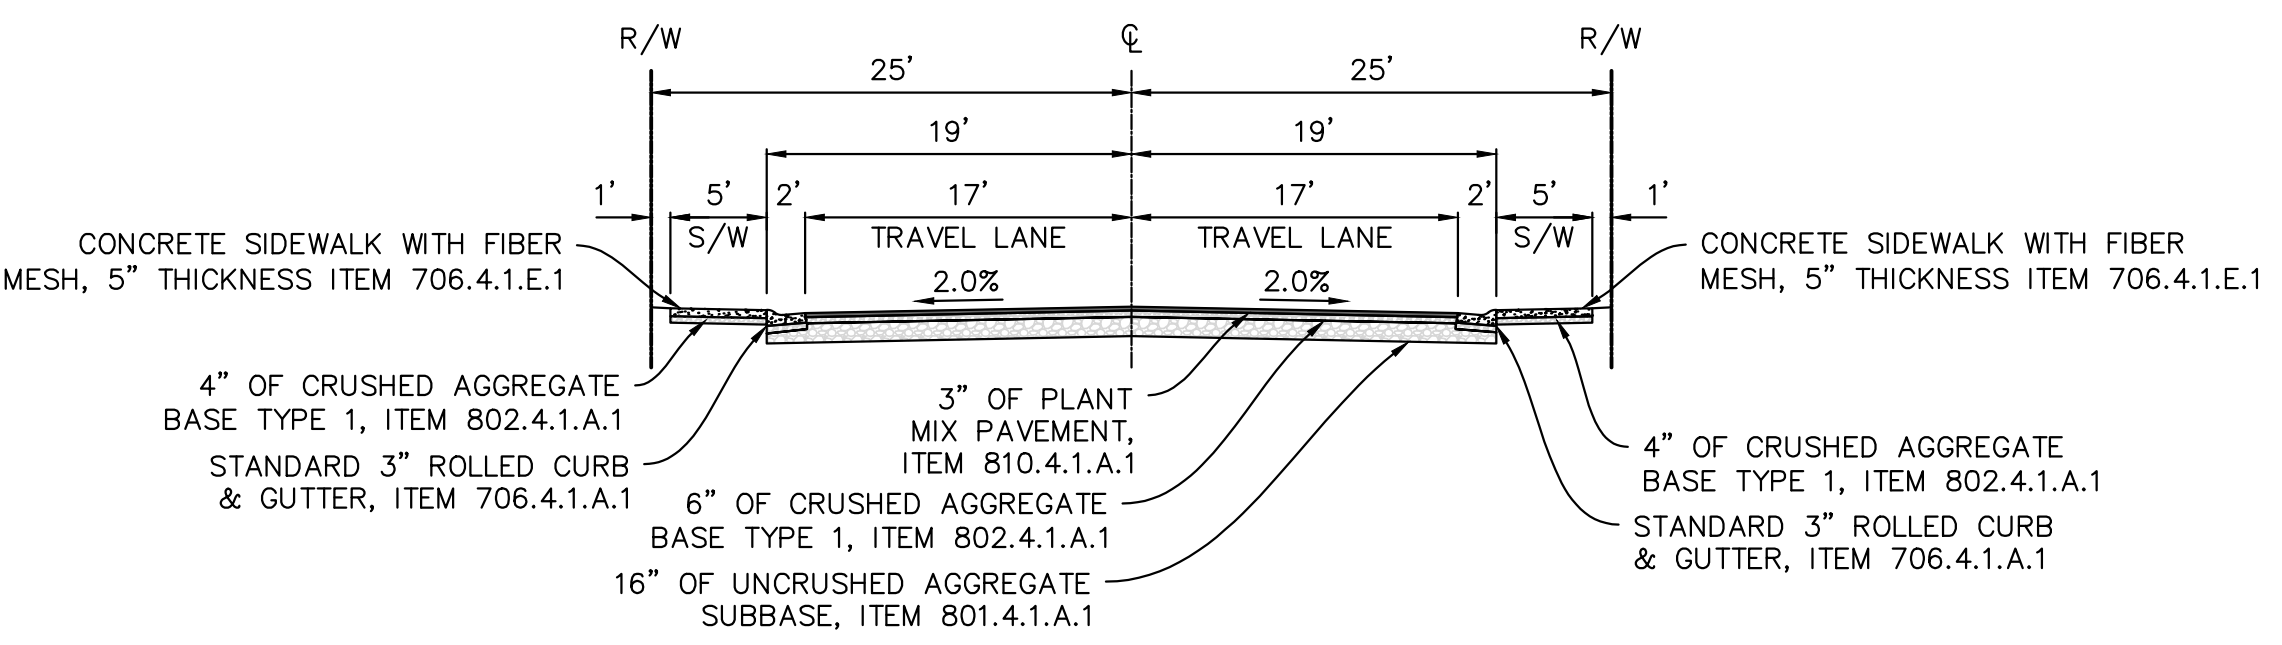 R/W
℄
R/W
25’
25’
19’
19’
1’
5’
2’
17’
17’
2’
5’
1’
S/W
TRAVEL LANE
TRAVEL LANE
S/W
2.0%
2.0%
CONCRETE SIDEWALK WITH FIBER
MESH, 5” THICKNESS ITEM 706.4.1.E.1
CONCRETE SIDEWALK WITH FIBER
MESH, 5” THICKNESS ITEM 706.4.1.E.1
4” OF CRUSHED AGGREGATE
BASE TYPE 1, ITEM 802.4.1.A.1
STANDARD 3” ROLLED CURB
& GUTTER, ITEM 706.4.1.A.1
3” OF PLANT
MIX PAVEMENT,
ITEM 810.4.1.A.1
6” OF CRUSHED AGGREGATE
BASE TYPE 1, ITEM 802.4.1.A.1
16” OF UNCRUSHED AGGREGATE
SUBBASE, ITEM 801.4.1.A.1
4” OF CRUSHED AGGREGATE
BASE TYPE 1, ITEM 802.4.1.A.1
STANDARD 3” ROLLED CURB
& GUTTER, ITEM 706.4.1.A.1